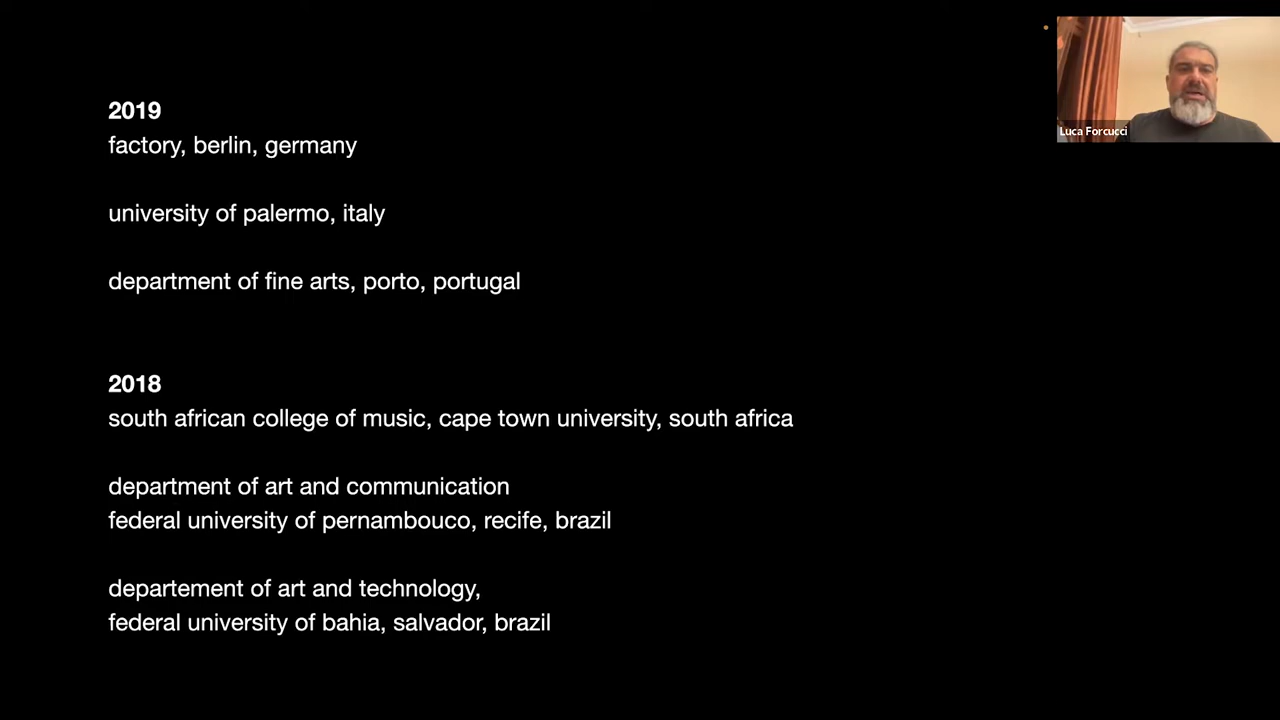 2019
factory, berlin, germany
university of palermo, italy
department of fine arts, porto, portugal
2018
south african college of music, cape town university, south africa
department of art and communication
federal university of pernambouco, recife, brazil
departement of art and technology,
federal university of bahia, salvador, brazil
Luca Forcucci